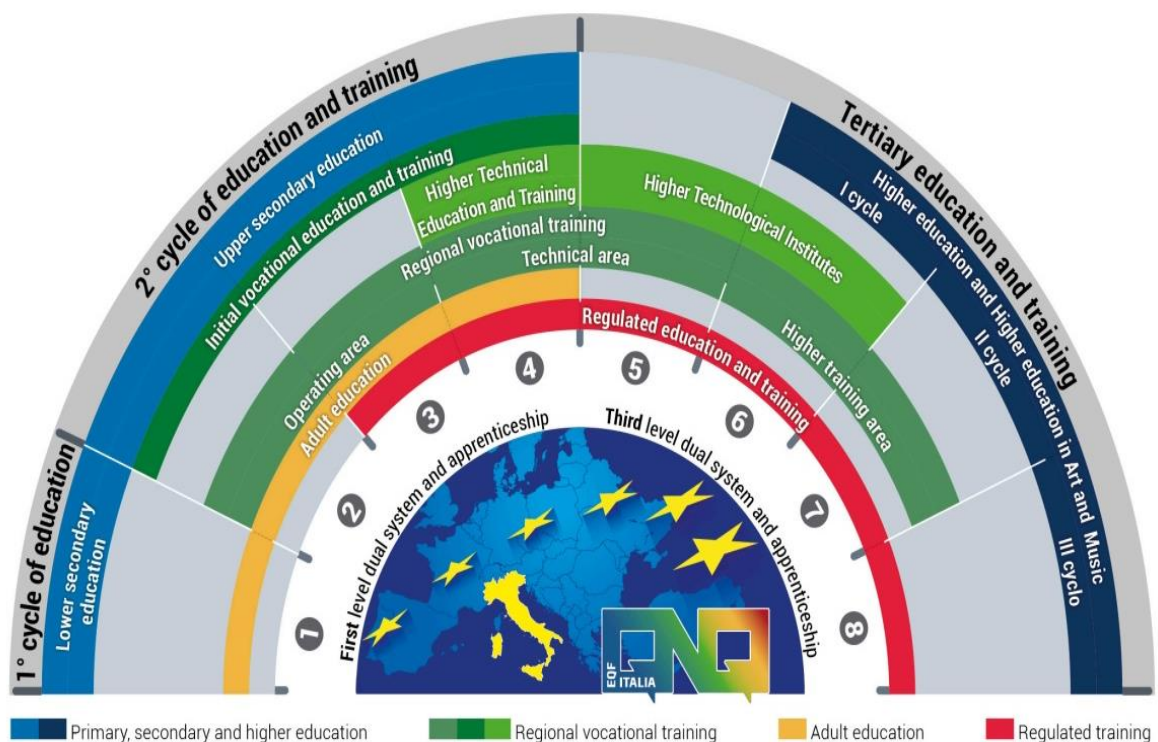 2° cycle of education and training
Tertiary education and training
1° cycle of education
Upper secondary education
Initial vocational education and training
Higher Technical
Education and Training
Higher Technological Institutes
Higher education and Higher education in Art and Music
I cycle
II cycle
III cyclo
Regional vocational training
Technical area
Operating area
Higher training area
Adult education
Regulated education and training
Lower secondary
education
1
2
3
4
5
6
7
8
First level dual system and apprenticeship
Third level dual system and apprenticeship
EQF
ITALIA
QNQ
Primary, secondary and higher education
Regional vocational training
Adult education
Regulated training